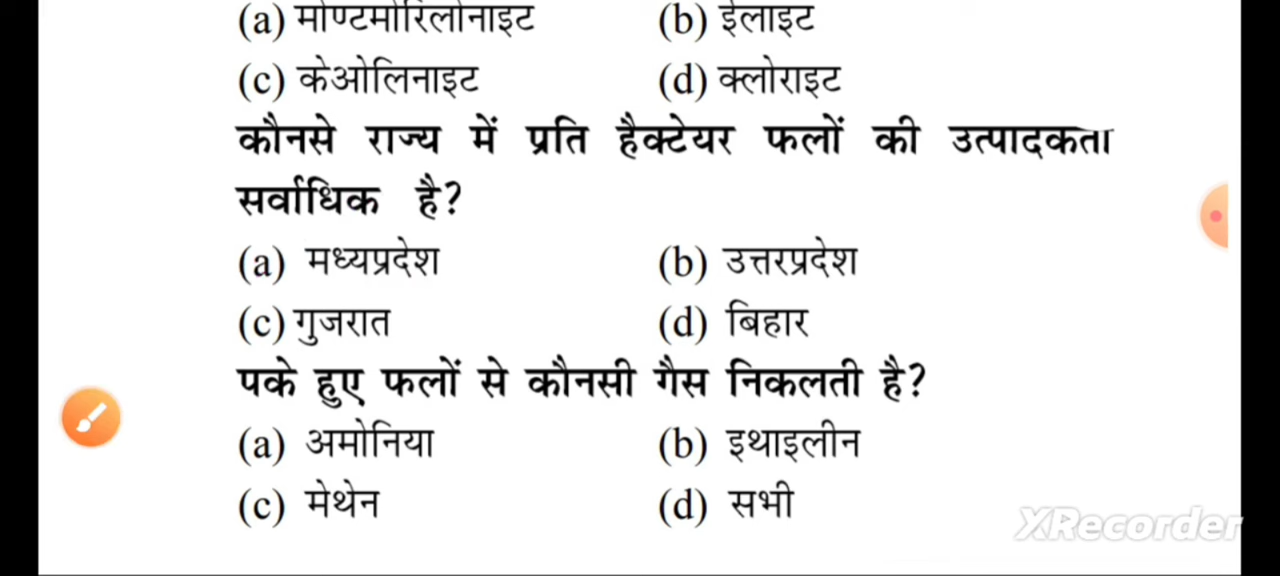 (a) मोण्टमोरिलोनाइट (b) ईलाइट
(c) केओलिनाइट (d) क्लोराइट
कौनसे राज्य में प्रति हैक्टेयर फलों की उत्पादकता
सर्वाधिक है?
(a) मध्यप्रदेश (b) उत्तरप्रदेश
(c) गुजरात (d) बिहार
पके हुए फलों से कौनसी गैस निकलती है?
(a) अमोनिया (b) इथाइलीन
(c) मेथेन (d) सभी
XRecorder